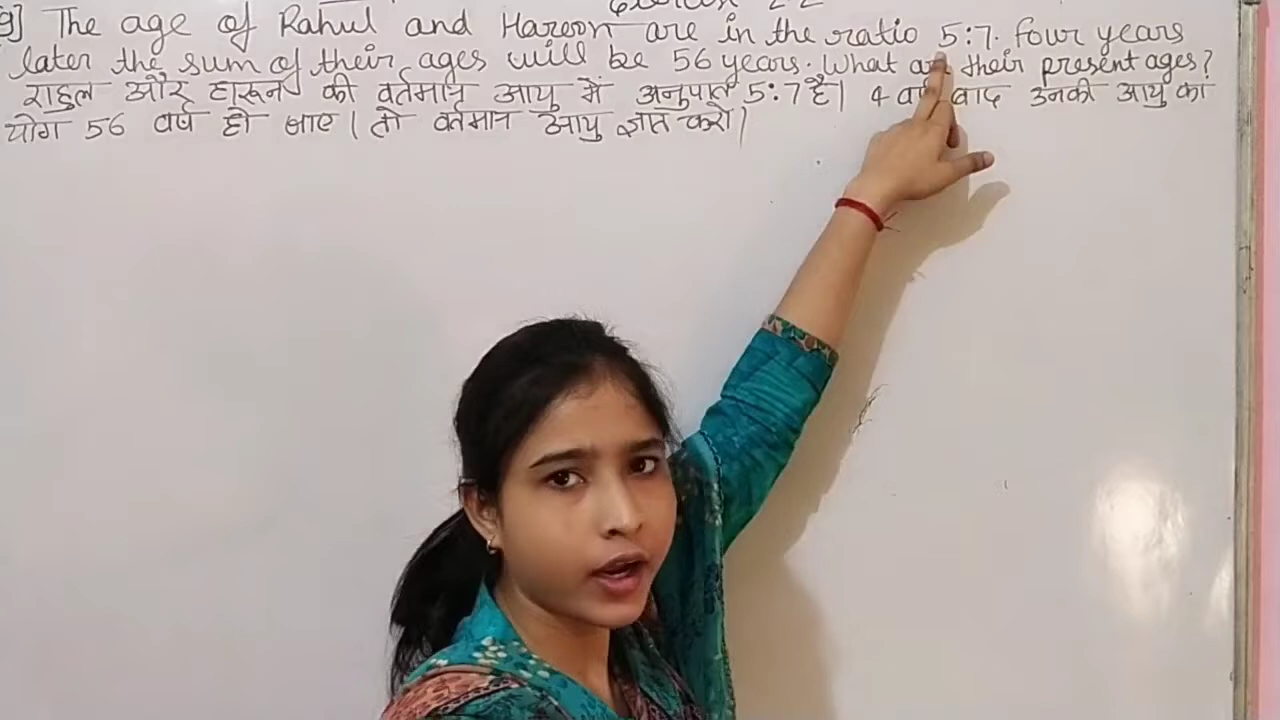 9] The age of Rahul and Haroon are in the ratio 5:7. four years
later the sum of their ages will be 56 years. What are their present ages?
राहुल और हारून की वर्तमान आयु में अनुपात 5:7 है। 4 वर्ष बाद उनकी आयु का
योग 56 वर्ष हो जाए। तो वर्तमान आयु ज्ञात करो।